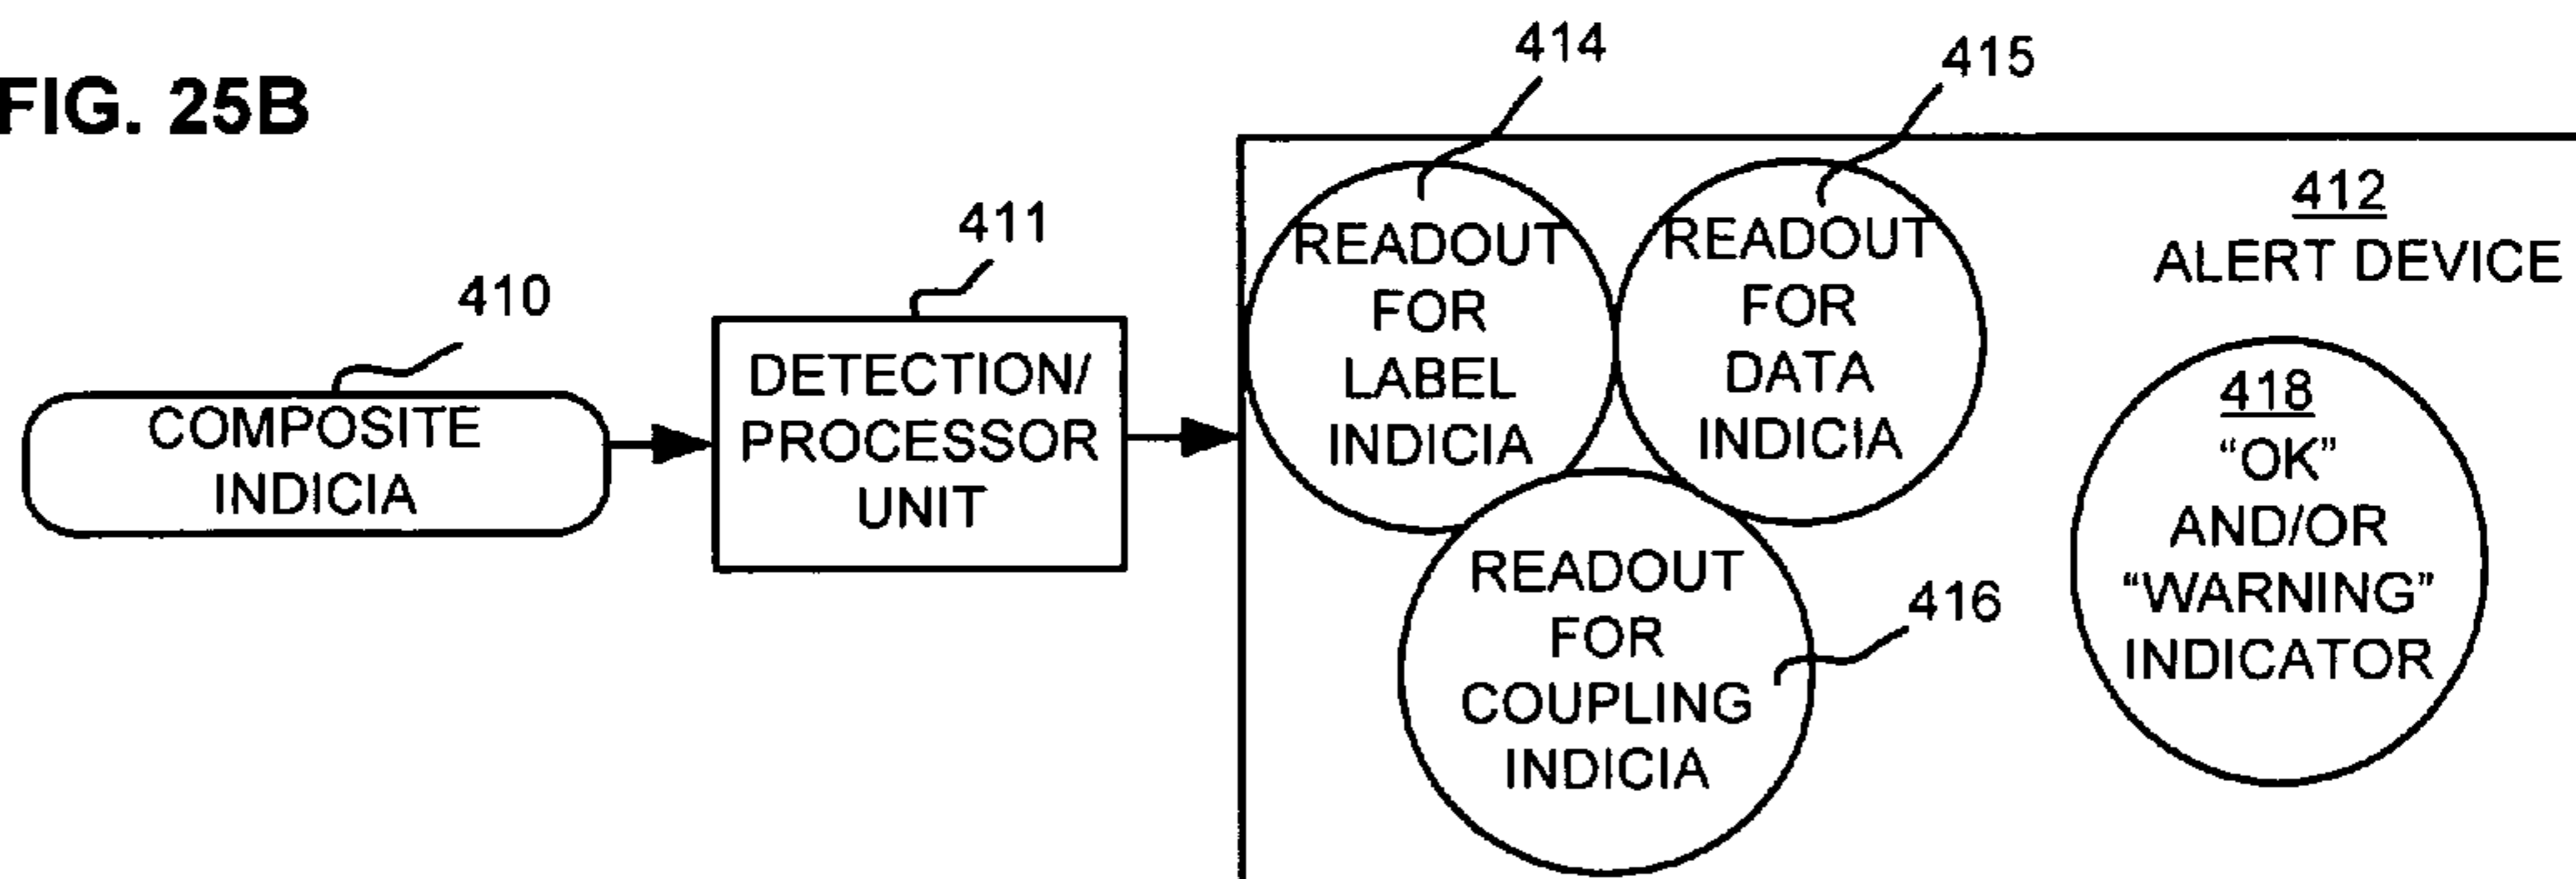 FIG. 25B
414
415
411
410
416
COMPOSITE
INDICIA
DETECTION/
PROCESSOR
UNIT
READOUT
FOR
LABEL
INDICIA
READOUT
FOR
DATA
INDICIA
READOUT
FOR
COUPLING
INDICIA
412
ALERT DEVICE
418
“OK”
AND/OR
“WARNING”
INDICATOR